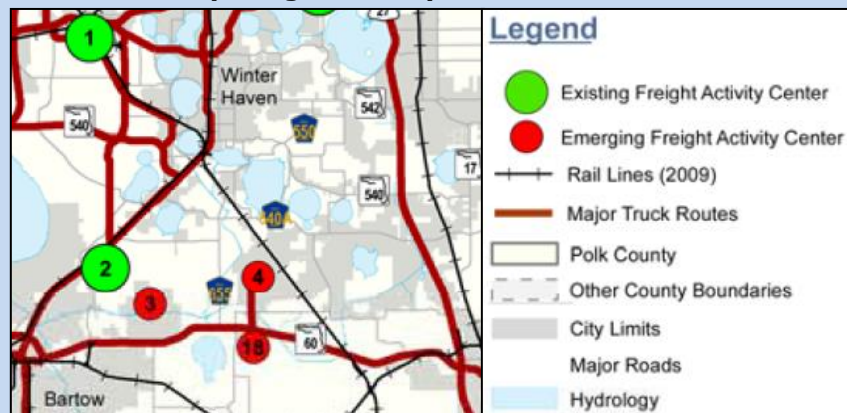 1
27
Winter
Haven
550
542
540
17
540
2
4
3
655
18
60
Bartow
Legend
Existing Freight Activity Center
Emerging Freight Activity Center
Rail Lines (2009)
Major Truck Routes
Polk County
Other County Boundaries
City Limits
Major Roads
Hydrology